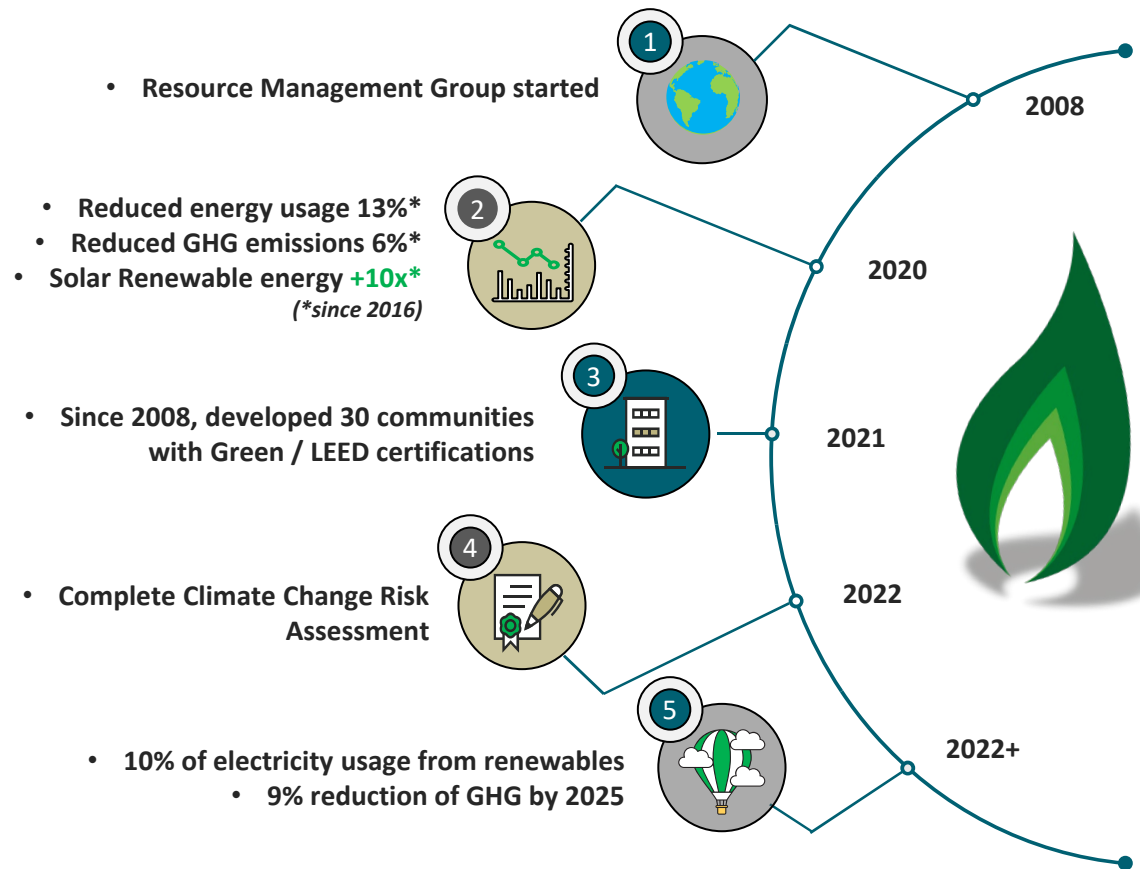 1
• Resource Management Group started
2008
2
• Reduced energy usage 13%*
• Reduced GHG emissions 6%*
• Solar Renewable energy +10x*
(*since 2016)
2020
3
• Since 2008, developed 30 communities
with Green / LEED certifications
2021
4
• Complete Climate Change Risk
Assessment
2022
5
• 10% of electricity usage from renewables
• 9% reduction of GHG by 2025
2022+